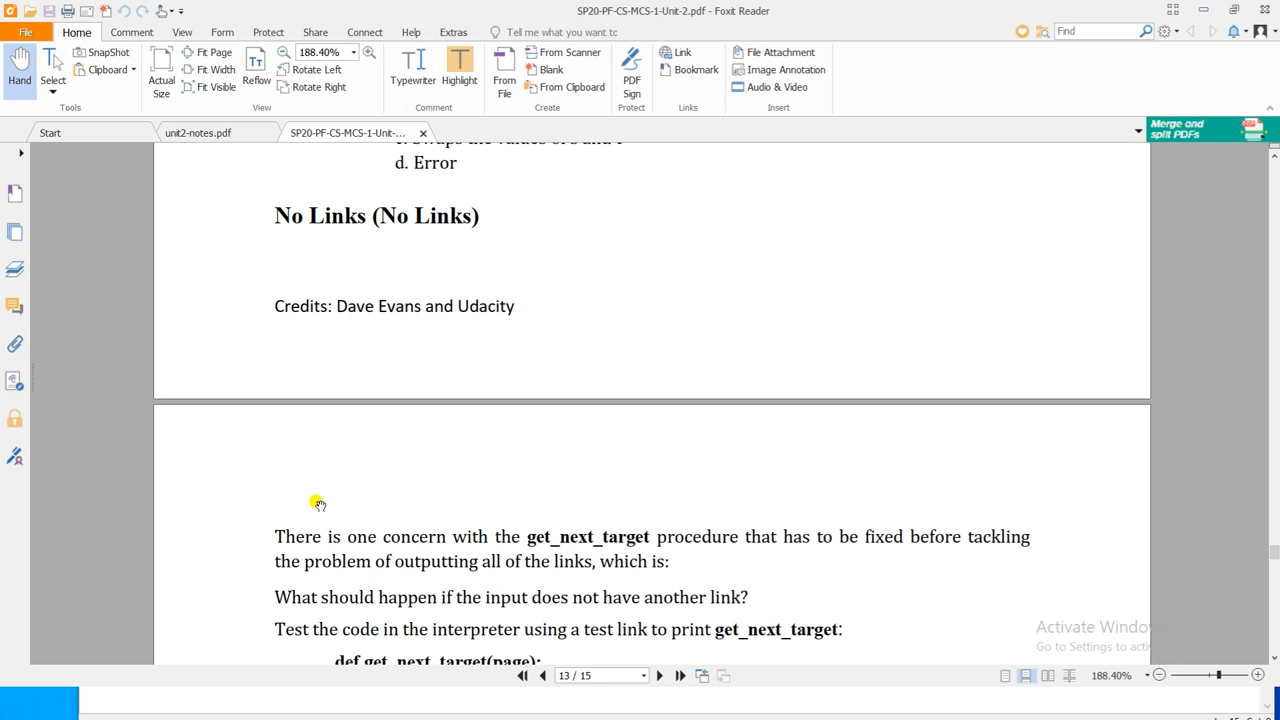 SP20-PF-CS-MCS-1-Unit-2.pdf - Foxit Reader
File Home Comment View Form Protect Share Connect Help Extras Tell me what you want to Find
Hand
Select
SnapShot
Clipboard
Tools
Actual Size
Fit Page
Fit Width
Fit Visible
Reflow
188.40%
Rotate Left
Rotate Right
View
Typewriter
Highlight
Comment
From File
From Scanner
Blank
From Clipboard
Create
PDF Sign
Protect
Link
Bookmark
Links
File Attachment
Image Annotation
Audio & Video
Insert
Start
unit2-notes.pdf
SP20-PF-CS-MCS-1-Unit-...
Merge and split PDFs
d. Error
No Links (No Links)
Credits: Dave Evans and Udacity
There is one concern with the get_next_target procedure that has to be fixed before tackling
the problem of outputting all of the links, which is:
What should happen if the input does not have another link?
Test the code in the interpreter using a test link to print get_next_target:
def get_next_target(page):
Activate Windo
Go to Settings to acti
13 / 15
188.40%